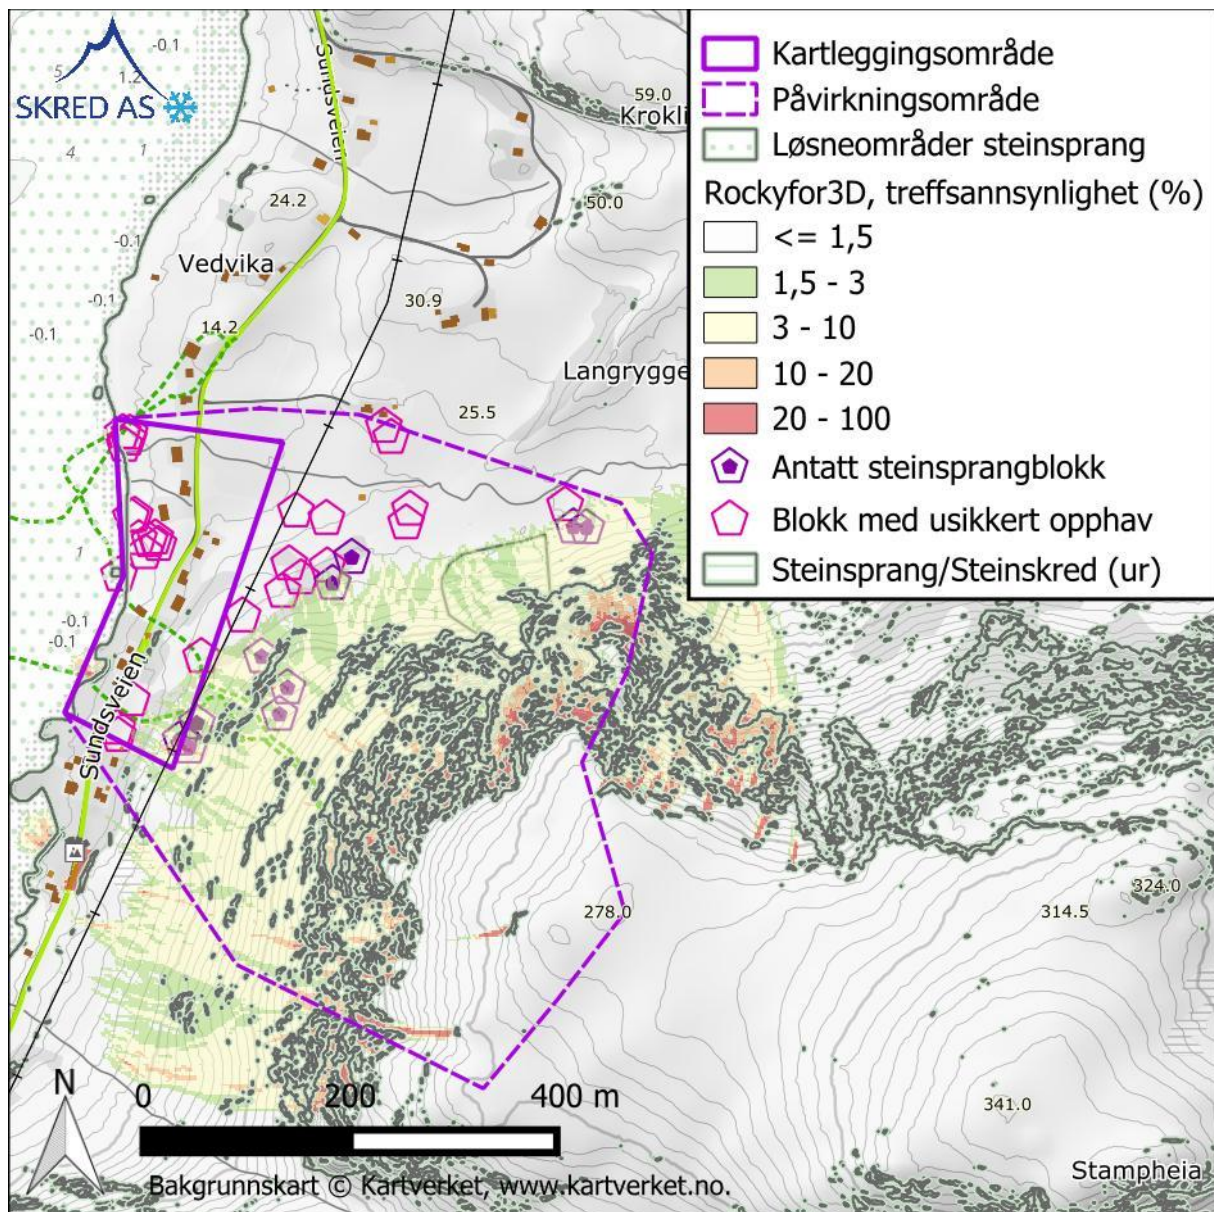 SKRED AS
-0.1
5
1.2
4
1
Sundsveien
59.0
Krokli
50.0
24.2
-0.1
Vedvika
-0.1
30.9
14.2
-0.1
Langrygge
25.5
1
-0.1
-0.1
Sundsveien
278.0
324.0
314.5
341.0
Stampheia
Kartleggingsområde
Påvirkningsområde
Løsneområder steinsprang
Rockyfor3D, treffsannsynlighet (%)
<= 1,5
1,5 - 3
3 - 10
10 - 20
20 - 100
Antatt steinsprangblokk
Blokk med usikkert opphav
Steinsprang/Steinskred (ur)
N
0 200 400 m
Bakgrunnskart © Kartverket, www.kartverket.no.